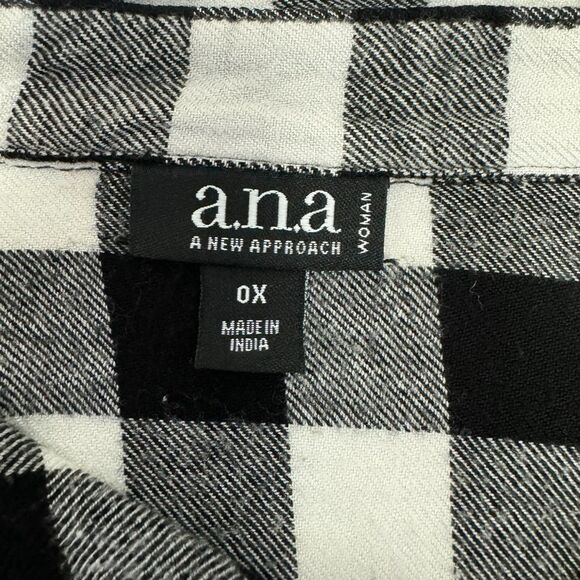 a.n.a
A NEW APPROACH
WOMAN
0X
MADE IN
INDIA